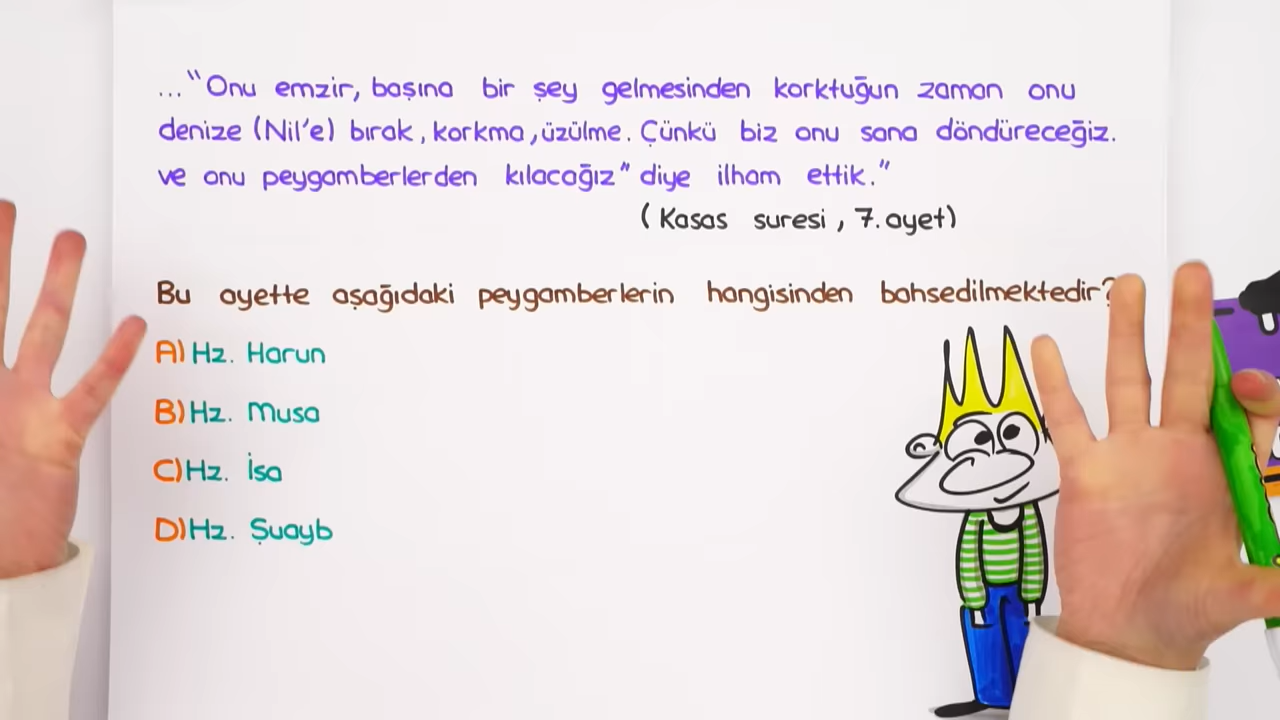 ..."Onu emzir, başına bir şey gelmesinden korktuğun zaman onu
denize (Nil'e) bırak, korkma, üzülme. Çünkü biz onu sana döndüreceğiz.
ve onu peygamberlerden kılacağız" diye ilham ettik."
(Kasas suresi, 7. ayet)
Bu ayette aşağıdaki peygamberlerin hangisinden bahsedilmektedir?
A) Hz. Harun
B) Hz. Musa
C) Hz. İsa
D) Hz. Şuayb